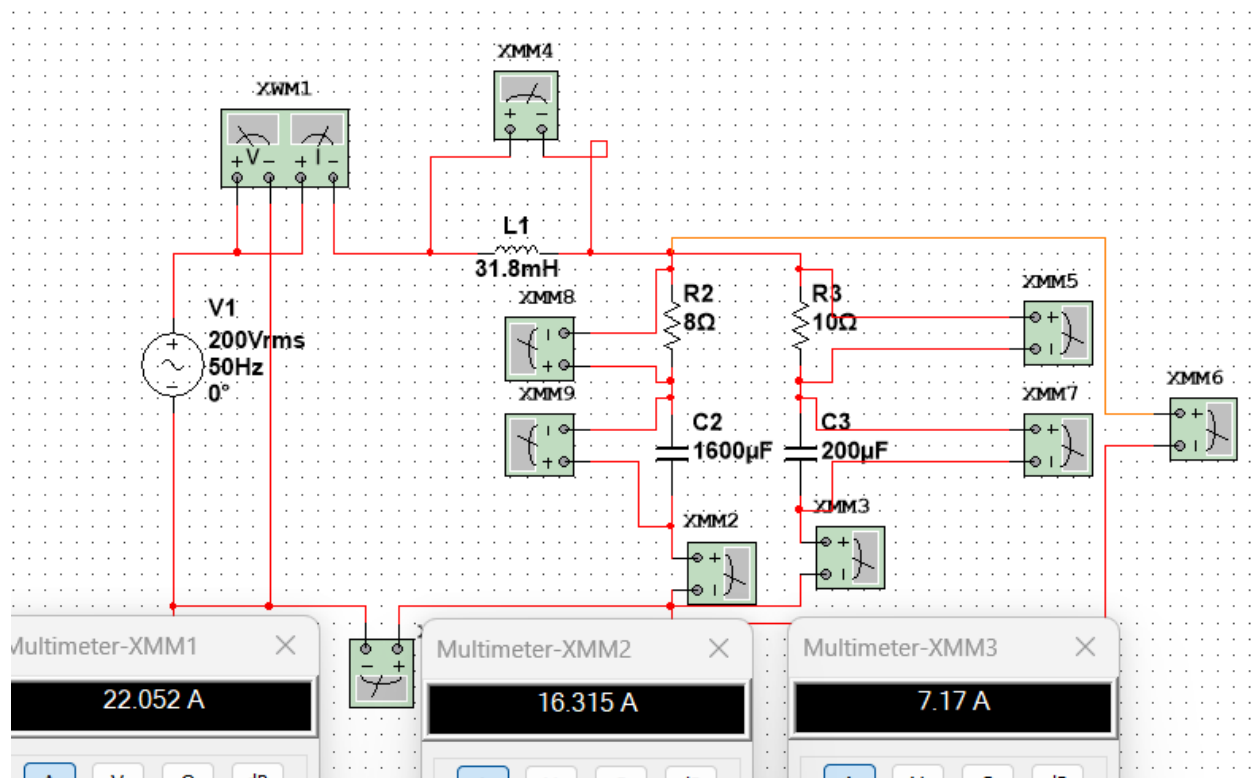 XMM4
XWM1
+ V - + I -
+ -
L1
31.8mH
V1
200Vrms
50Hz
0°
XMM8
R2
8Ω
R3
10Ω
XMM5
XMM9
C2
1600µF
C3
200µF
XMM7
XMM6
XMM2
XMM3
- +
Multimeter-XMM1
22.052 A
Multimeter-XMM2
16.315 A
Multimeter-XMM3
7.17 A